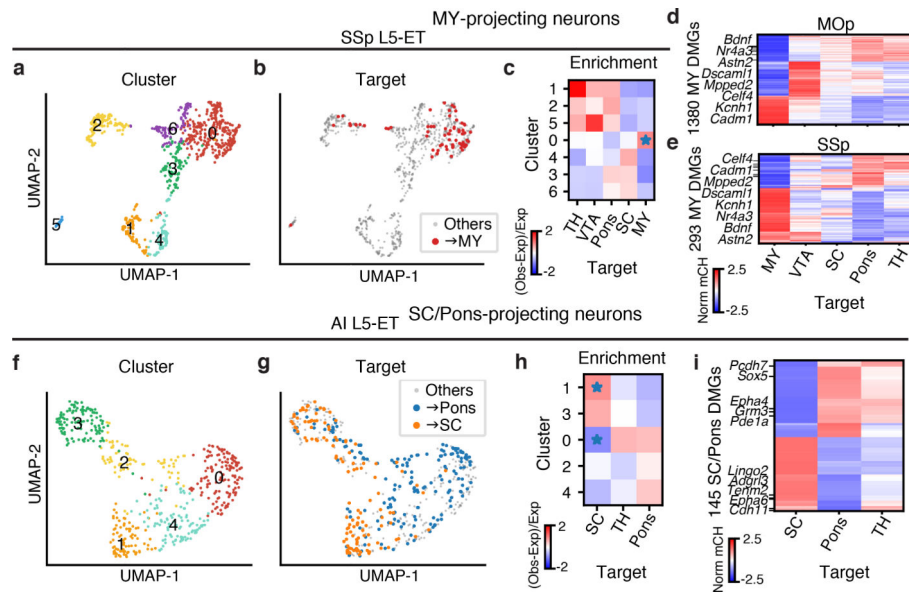 MY-projecting neurons
SSp L5-ET
a
Cluster
2
6
0
3
5
1
4
UMAP-2
UMAP-1
b
Target
Others
→MY
UMAP-1
c
Enrichment
Cluster
1
2
5
0
4
3
6
TH
VTA
Pons
SC
MY
Target
(Obs-Exp)/Exp
2
-2
d
MOp
1380 MY DMGs
Bdnf
Nr4a3
Astn2
Dscaml1
Mpped2
Celf4
Kcnh1
Cadm1
e
SSp
293 MY DMGs
Celf4
Cadm1
Mpped2
Dscaml1
Kcnh1
Nr4a3
Bdnf
Astn2
MY
VTA
SC
Pons
TH
Target
Norm mCH
2.5
-2.5
SC/Pons-projecting neurons
AI L5-ET
f
Cluster
3
2
0
4
1
UMAP-2
UMAP-1
g
Target
Others
→Pons
→SC
UMAP-1
h
Enrichment
Cluster
1
3
0
2
4
SC
TH
Pons
Target
(Obs-Exp)/Exp
2
-2
i
145 SC/Pons DMGs
Pcdh7
Sox5
Epha4
Grm3
Pde1a
Lingo2
Adgrl3
Tenm2
Epha6
Cdh11
SC
Pons
TH
Target
Norm mCH
2.5
-2.5